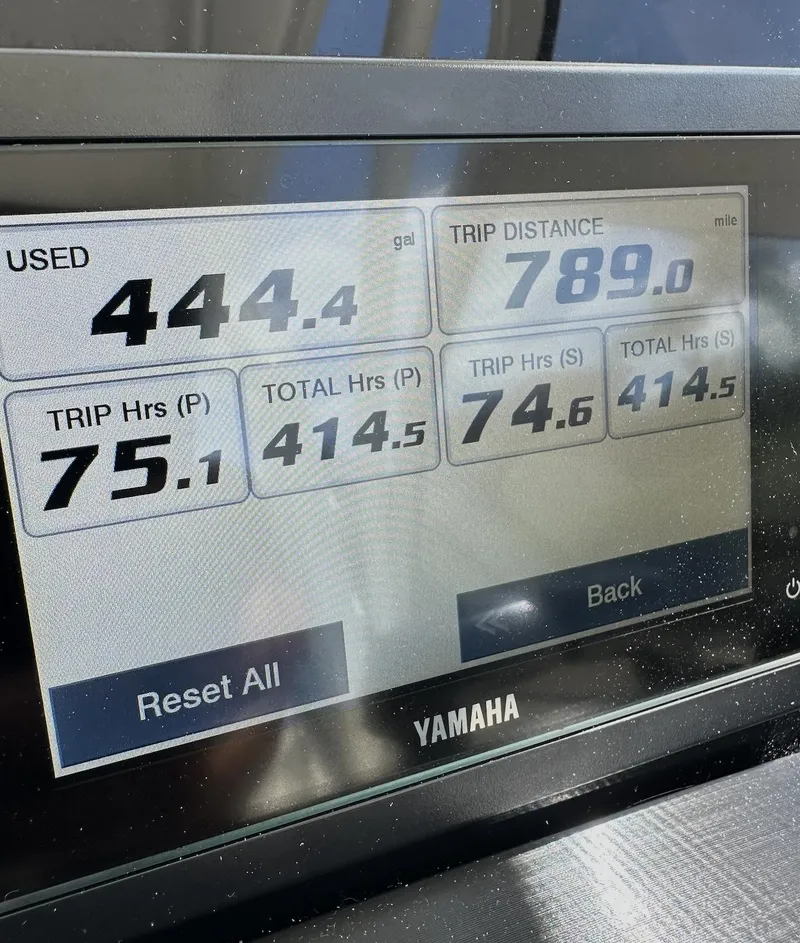 USED gal
444.4
TRIP DISTANCE mile
789.0
TRIP Hrs (P)
75.1
TOTAL Hrs (P)
414.5
TRIP Hrs (S)
74.6
TOTAL Hrs (S)
414.5
Back
Reset All
YAMAHA